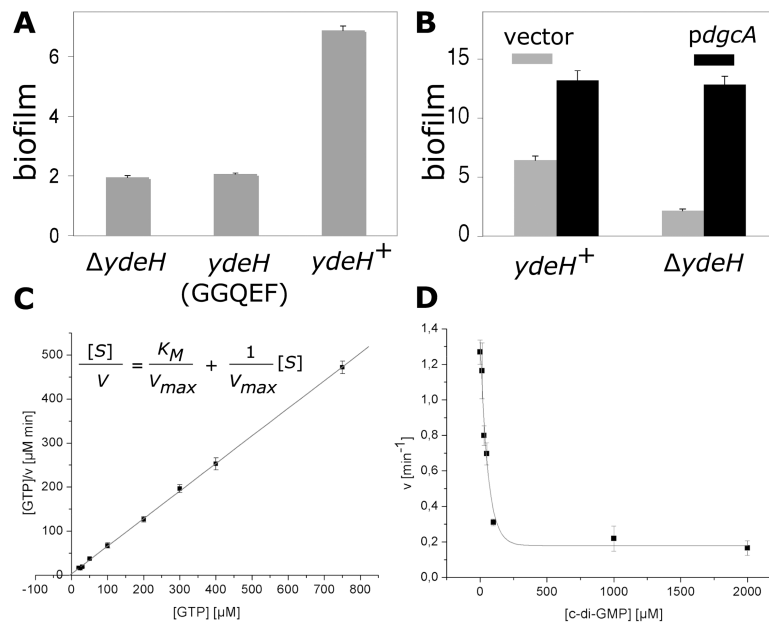 A
biofilm
6
4
2
0
ΔydeH
ydeH
(GGQEF)
ydeH+
B
vector
pdgcA
biofilm
15
10
5
0
ydeH+
ΔydeH
C
[S]/V = KM/Vmax + 1/Vmax [S]
[GTP]/v [µM min]
500
400
300
200
100
0
-100 0 100 200 300 400 500 600 700 800
[GTP] [µM]
D
v [min-1]
1,4
1,2
1,0
0,8
0,6
0,4
0,2
0,0
0 500 1000 1500 2000
[c-di-GMP] [µM]